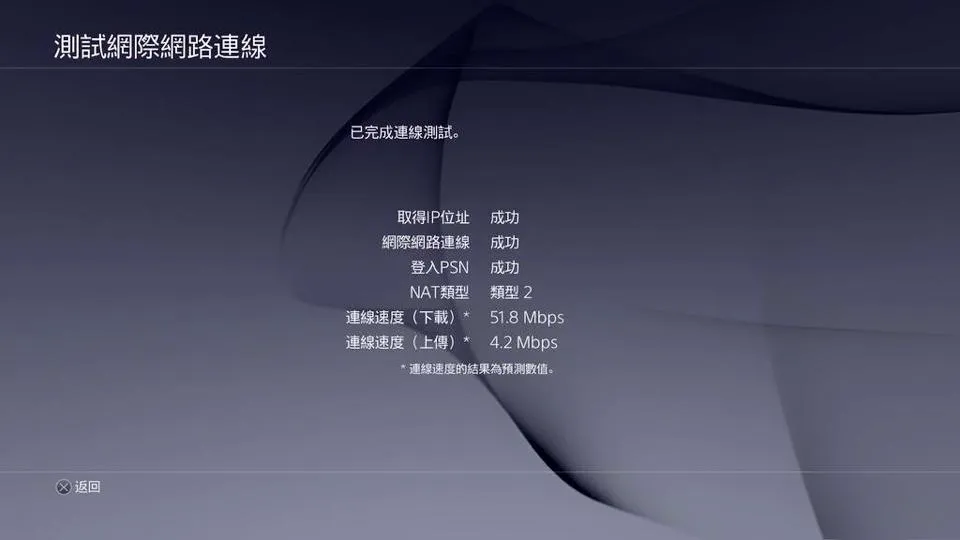 測試網際網路連線
已完成連線測試。
取得IP位址 成功
網際網路連線 成功
登入PSN 成功
NAT類型 類型 2
連線速度（下載）* 51.8 Mbps
連線速度（上傳）* 4.2 Mbps
* 連線速度的結果為預測數值。
返回